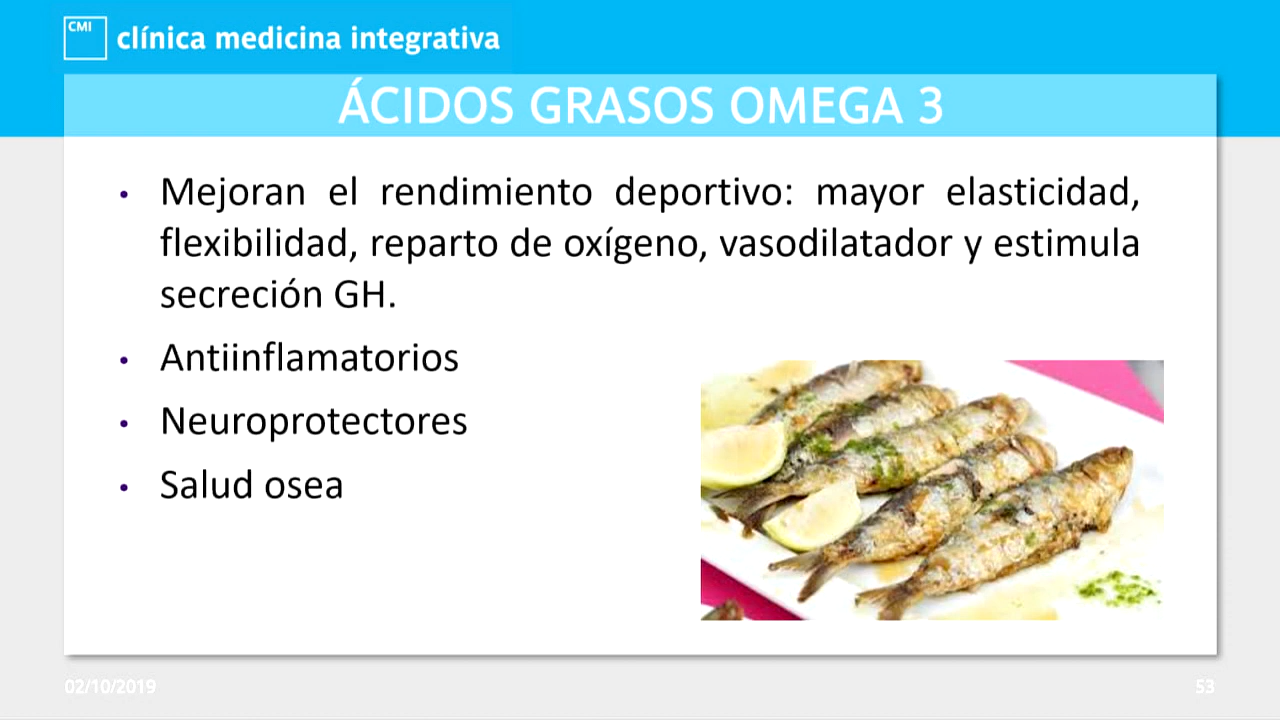 CMI
clínica medicina integrativa
ÁCIDOS GRASOS OMEGA 3
• Mejoran el rendimiento deportivo: mayor elasticidad,
flexibilidad, reparto de oxígeno, vasodilatador y estimula
secreción GH.
• Antiinflamatorios
• Neuroprotectores
• Salud osea
02/10/2019
53